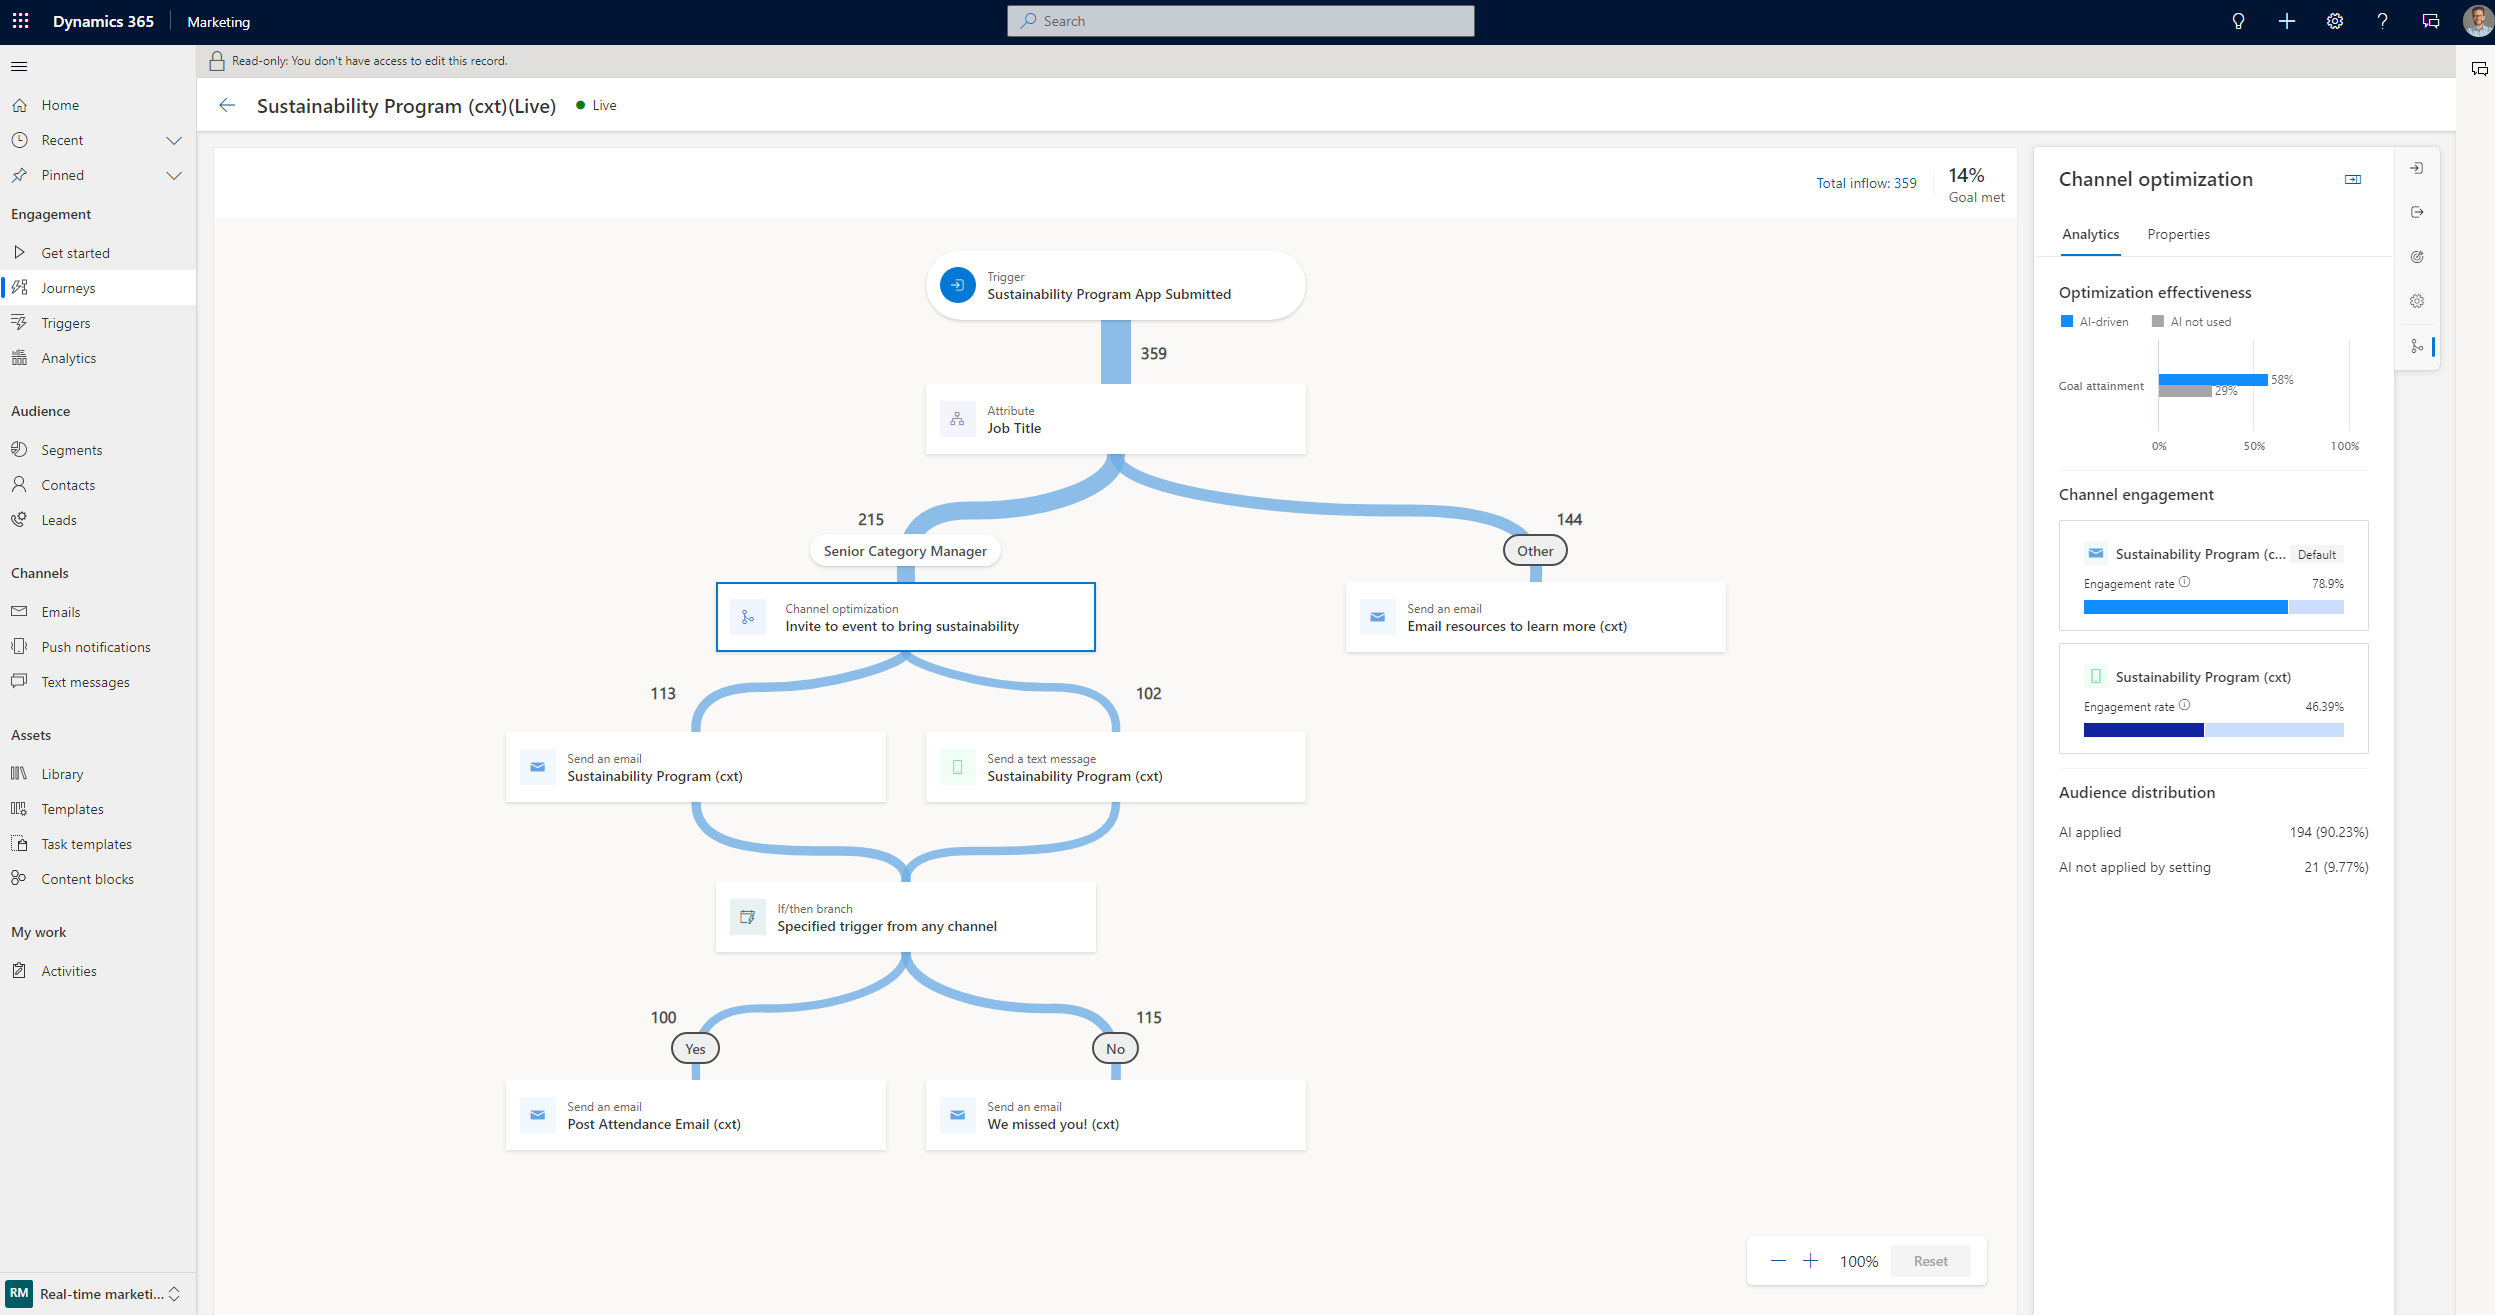 Dynamics 365
Marketing
Search
Read-only: You don't have access to edit this record.
Home
Recent
Pinned
Engagement
Get started
Journeys
Triggers
Analytics
Audience
Segments
Contacts
Leads
Channels
Emails
Push notifications
Text messages
Assets
Library
Templates
Task templates
Content blocks
My work
Activities
RM
Real-time marketi...
Sustainability Program (cxt)(Live)
Live
Total inflow: 359
14%
Goal met
Trigger
Sustainability Program App Submitted
359
Attribute
Job Title
215
144
Senior Category Manager
Other
Channel optimization
Invite to event to bring sustainability
Send an email
Email resources to learn more (cxt)
113
102
Send an email
Sustainability Program (cxt)
Send a text message
Sustainability Program (cxt)
If/then branch
Specified trigger from any channel
100
115
Yes
No
Send an email
Post Attendance Email (cxt)
Send an email
We missed you! (cxt)
100%
Reset
Channel optimization
Analytics
Properties
Optimization effectiveness
AI-driven
AI not used
Goal attainment
58%
29%
0%
50%
100%
Channel engagement
Sustainability Program (c...
Default
Engagement rate
78.9%
Sustainability Program (cxt)
Engagement rate
46.39%
Audience distribution
AI applied
194 (90.23%)
AI not applied by setting
21 (9.77%)